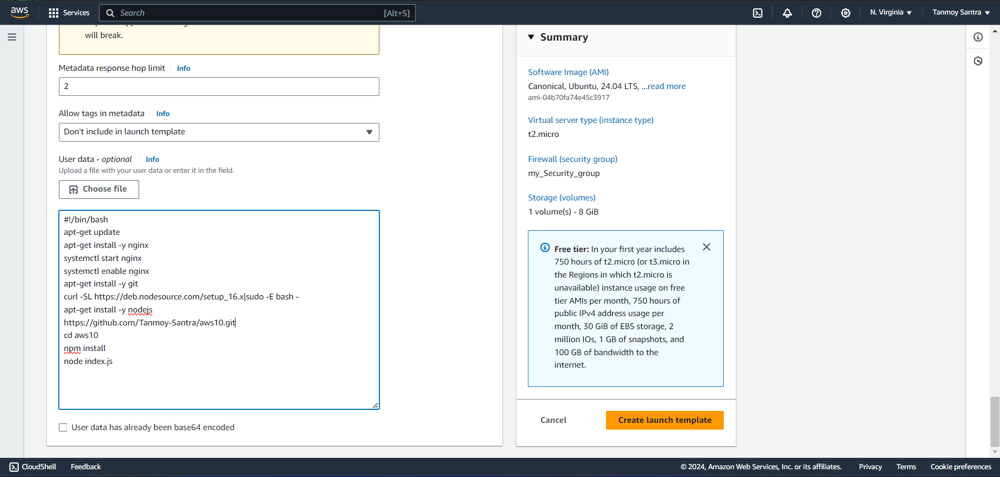 aws
Services
Search
[Alt+S]
N. Virginia
Tanmoy Santra
will break.
Metadata response hop limit
Info
2
Allow tags in metadata
Info
Don't include in launch template
User data - optional
Info
Upload a file with your user data or enter it in the field.
Choose file
#!/bin/bash
apt-get update
apt-get install -y nginx
systemctl start nginx
systemctl enable nginx
apt-get install -y git
curl -SL https://deb.nodesource.com/setup_16.x|sudo -E bash -
apt-get install -y nodejs
https://github.com/Tanmoy-Santra/aws10.git
cd aws10
npm install
node index.js
User data has already been base64 encoded
Summary
Software Image (AMI)
Canonical, Ubuntu, 24.04 LTS, ...read more
ami-04b70fa74e45c3917
Virtual server type (instance type)
t2.micro
Firewall (security group)
my_Security_group
Storage (volumes)
1 volume(s) - 8 GiB
Free tier: In your first year includes
750 hours of t2.micro (or t3.micro in
the Regions in which t2.micro is
unavailable) instance usage on free
tier AMIs per month, 750 hours of
public IPv4 address usage per
month, 30 GiB of EBS storage, 2
million IOs, 1 GB of snapshots, and
100 GB of bandwidth to the
internet.
Cancel
Create launch template
CloudShell
Feedback
© 2024, Amazon Web Services, Inc. or its affiliates.
Privacy
Terms
Cookie preferences